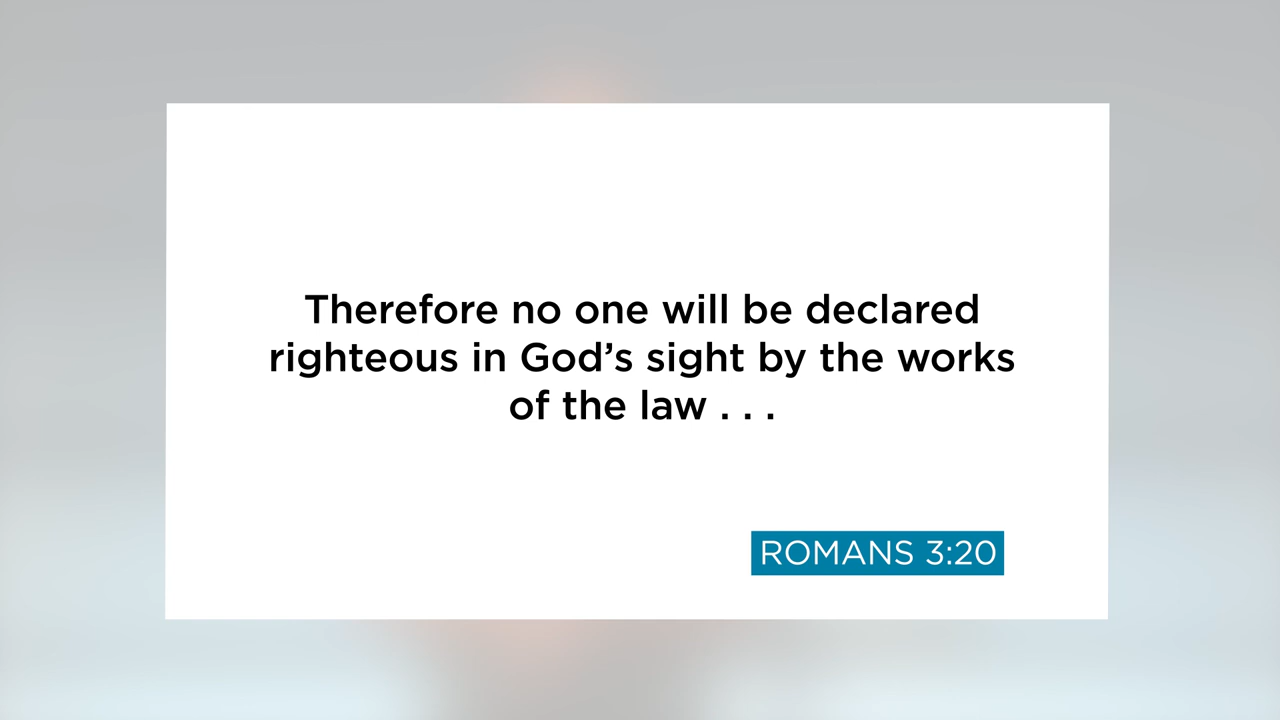 Therefore no one will be declared
righteous in God’s sight by the works
of the law . . .
ROMANS 3:20